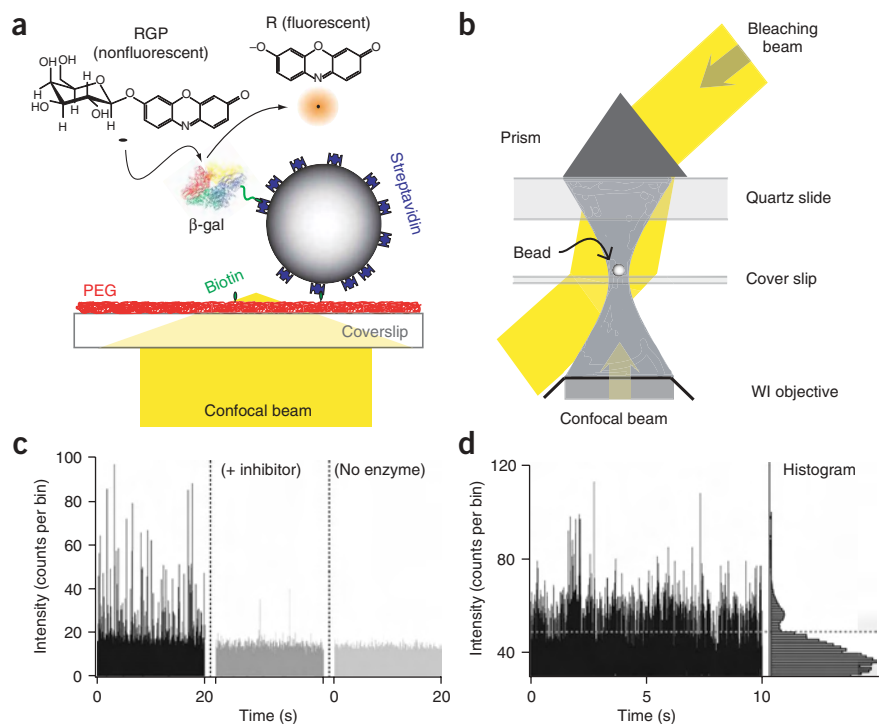 a
RGP
(nonfluorescent)
R (fluorescent)
OH OH
HO
H
H
OH
H
H
O
O
O
N
O
–O
O
N
O
β-gal
Streptavidin
PEG
Biotin
Coverslip
Confocal beam
b
Bleaching
beam
Prism
Quartz slide
Bead
Cover slip
WI objective
Confocal beam
c
Intensity (counts per bin)
100
80
60
40
20
0
(+ inhibitor)
(No enzyme)
0
20
0
20
Time (s)
Time (s)
d
Intensity (counts per bin)
120
80
40
Histogram
0
5
10
Time (s)